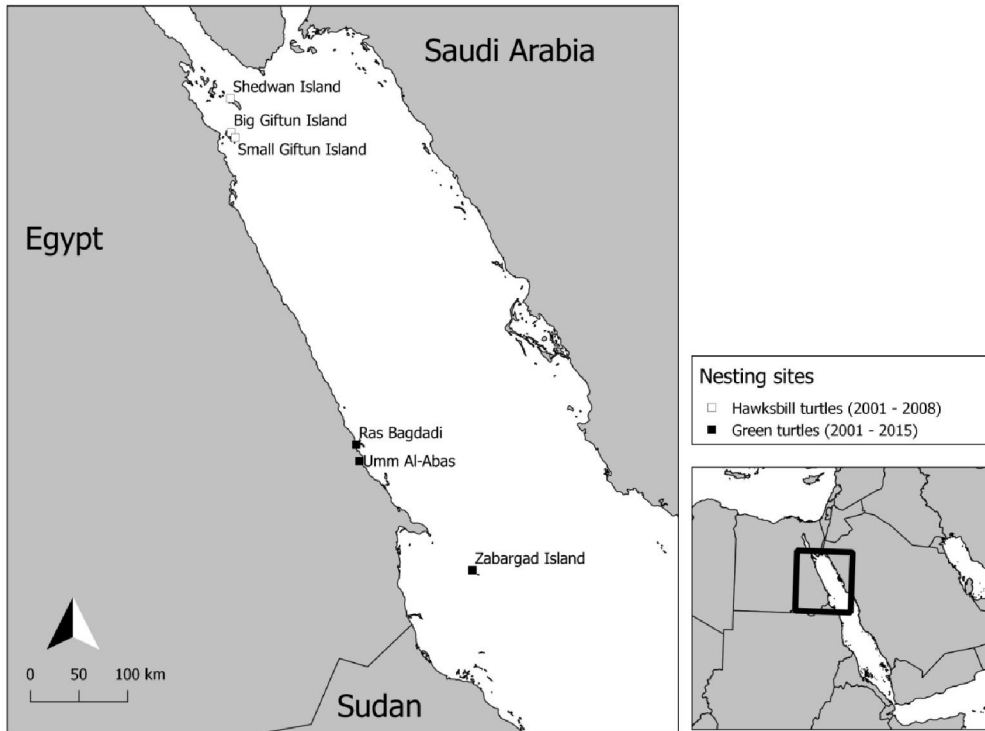 Saudi Arabia
Shedwan Island
Big Giftun Island
Small Giftun Island
Egypt
Nesting sites
Hawksbill turtles (2001 - 2008)
Green turtles (2001 - 2015)
Ras Bagdadi
Umm Al-Abas
Zabargad Island
0 50 100 km
Sudan